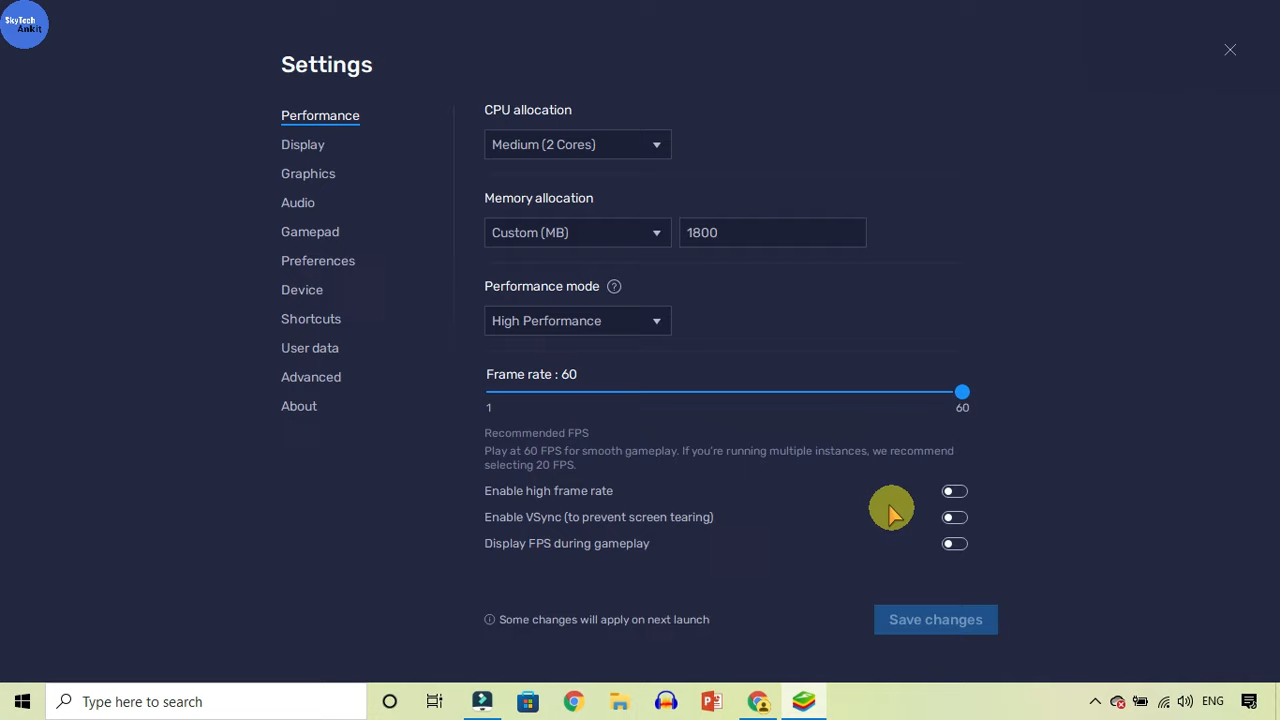 SkyTech
Ankit
Settings
Performance
Display
Graphics
Audio
Gamepad
Preferences
Device
Shortcuts
User data
Advanced
About
CPU allocation
Medium (2 Cores)
Memory allocation
Custom (MB)
1800
Performance mode ?
High Performance
Frame rate : 60
1
60
Recommended FPS
Play at 60 FPS for smooth gameplay. If you're running multiple instances, we recommend
selecting 20 FPS.
Enable high frame rate
Enable VSync (to prevent screen tearing)
Display FPS during gameplay
Some changes will apply on next launch
Save changes
Type here to search
ENG